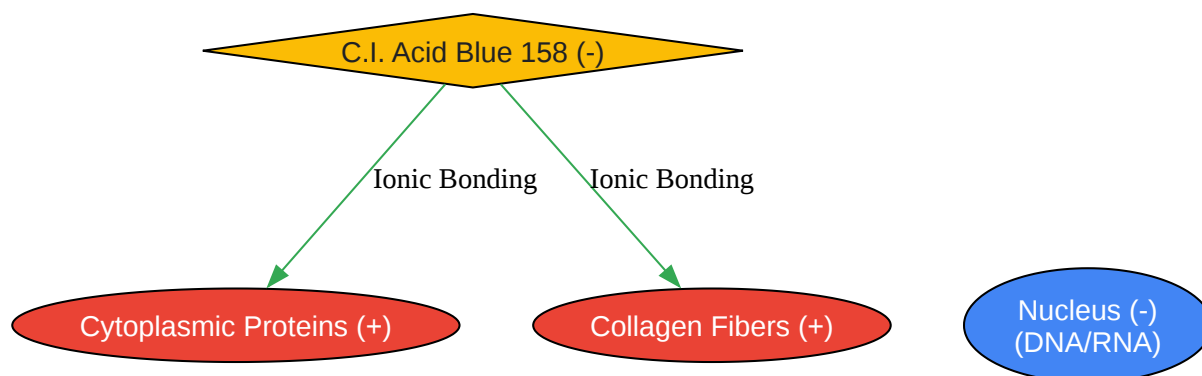 C.I. Acid Blue 158 (-)
Ionic Bonding
Ionic Bonding
Cytoplasmic Proteins (+)
Collagen Fibers (+)
Nucleus (-)
(DNA/RNA)